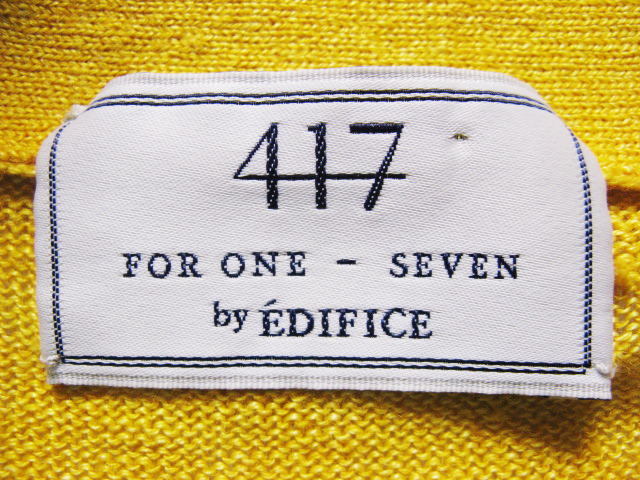 417
FOR ONE - SEVEN
by ÉDIFICE